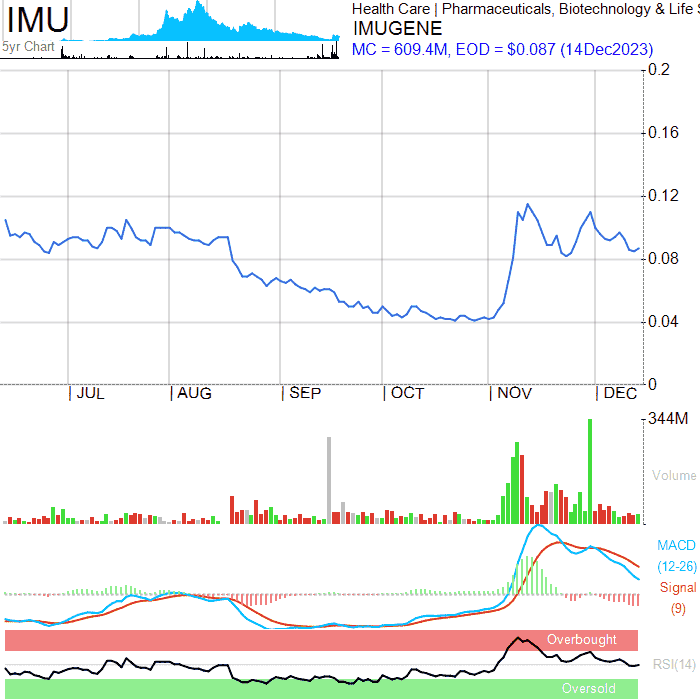 IMU
5yr Chart
Health Care | Pharmaceuticals, Biotechnology & Life S
IMUGENE
MC = 609.4M, EOD = $0.087 (14Dec2023)
0.2
0.16
0.12
0.08
0.04
0
JUL AUG SEP OCT NOV DEC
344M
Volume
MACD
(12-26)
Signal
(9)
Overbought
RSI(14)
Oversold